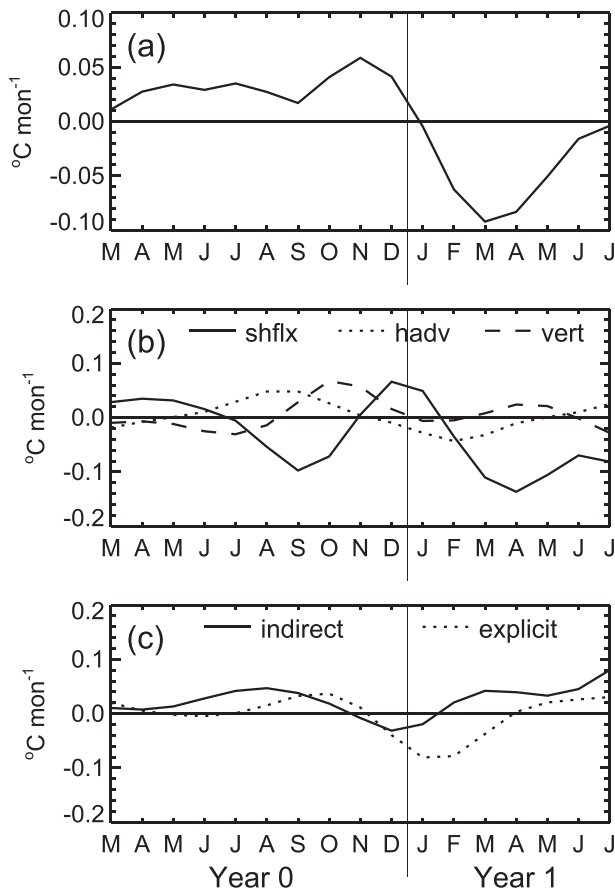 (a)
°C mon-1
0.10
0.05
0.00
-0.05
-0.10
M A M J J A S O N D J F M A M J J
(b)
shflx hadv vert
°C mon-1
0.2
0.1
0.0
-0.1
-0.2
M A M J J A S O N D J F M A M J J
(c)
indirect explicit
°C mon-1
0.2
0.1
0.0
-0.1
-0.2
M A M J J A S O N D J F M A M J J
Year 0 Year 1